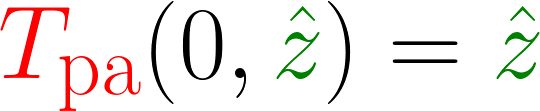 T_pa(0, ẑ) = ẑ